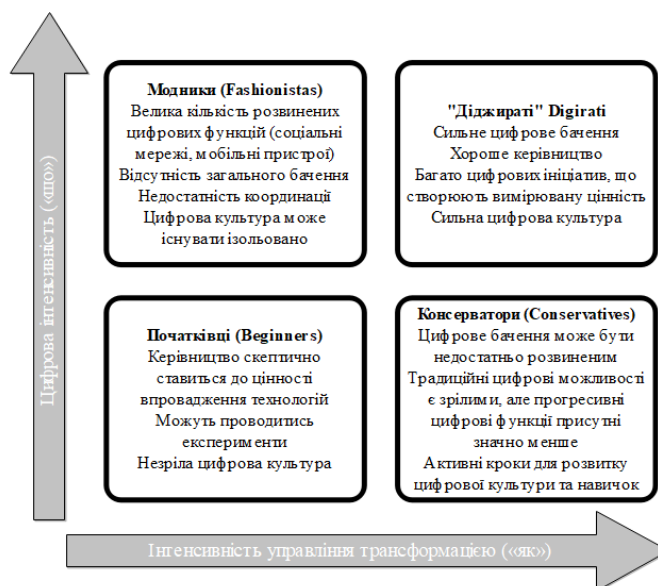 Цифрова інтенсивність («що»)
Модники (Fashionistas)
Велика кількість розвинених
цифрових функцій (соціальні
мережі, мобільні пристрої)
Відсутність загального бачення
Недостатність координації
Цифрова культура може
існувати ізольовано
"Діджираті" Digirati
Сильне цифрове бачення
Хороше керівництво
Багато цифрових ініціатив, що
створюють вимірювану цінність
Сильна цифрова культура
Початківці (Beginners)
Керівництво скептично
ставиться до цінності
впровадження технологій
Можуть проводитись
експерименти
Незріла цифрова культура
Консерватори (Conservatives)
Цифрове бачення може бути
недостатньо розвиненим
Традиційні цифрові можливості
є зрілими, але прогресивні
цифрові функції присутні
значно менше
Активні кроки для розвитку
цифрової культури та навичок
Інтенсивність управління трансформацією («як»)